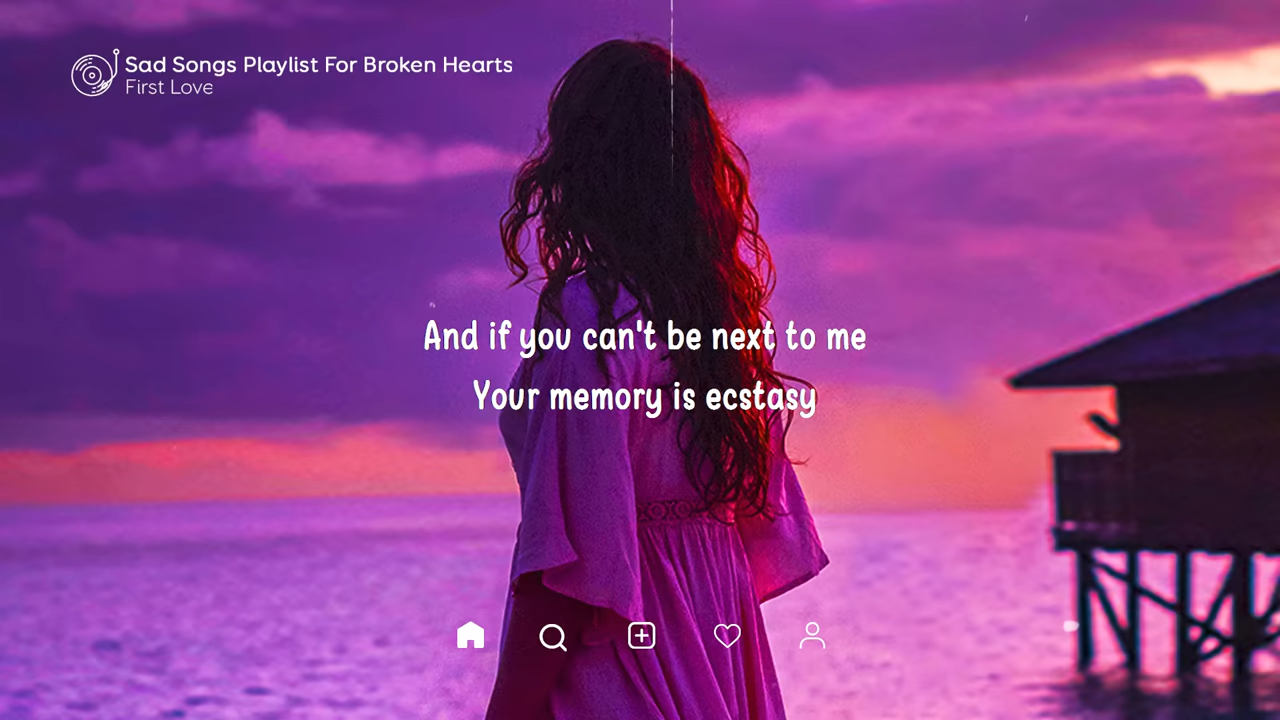 Sad Songs Playlist For Broken Hearts
First Love
And if you can't be next to me
Your memory is ecstasy